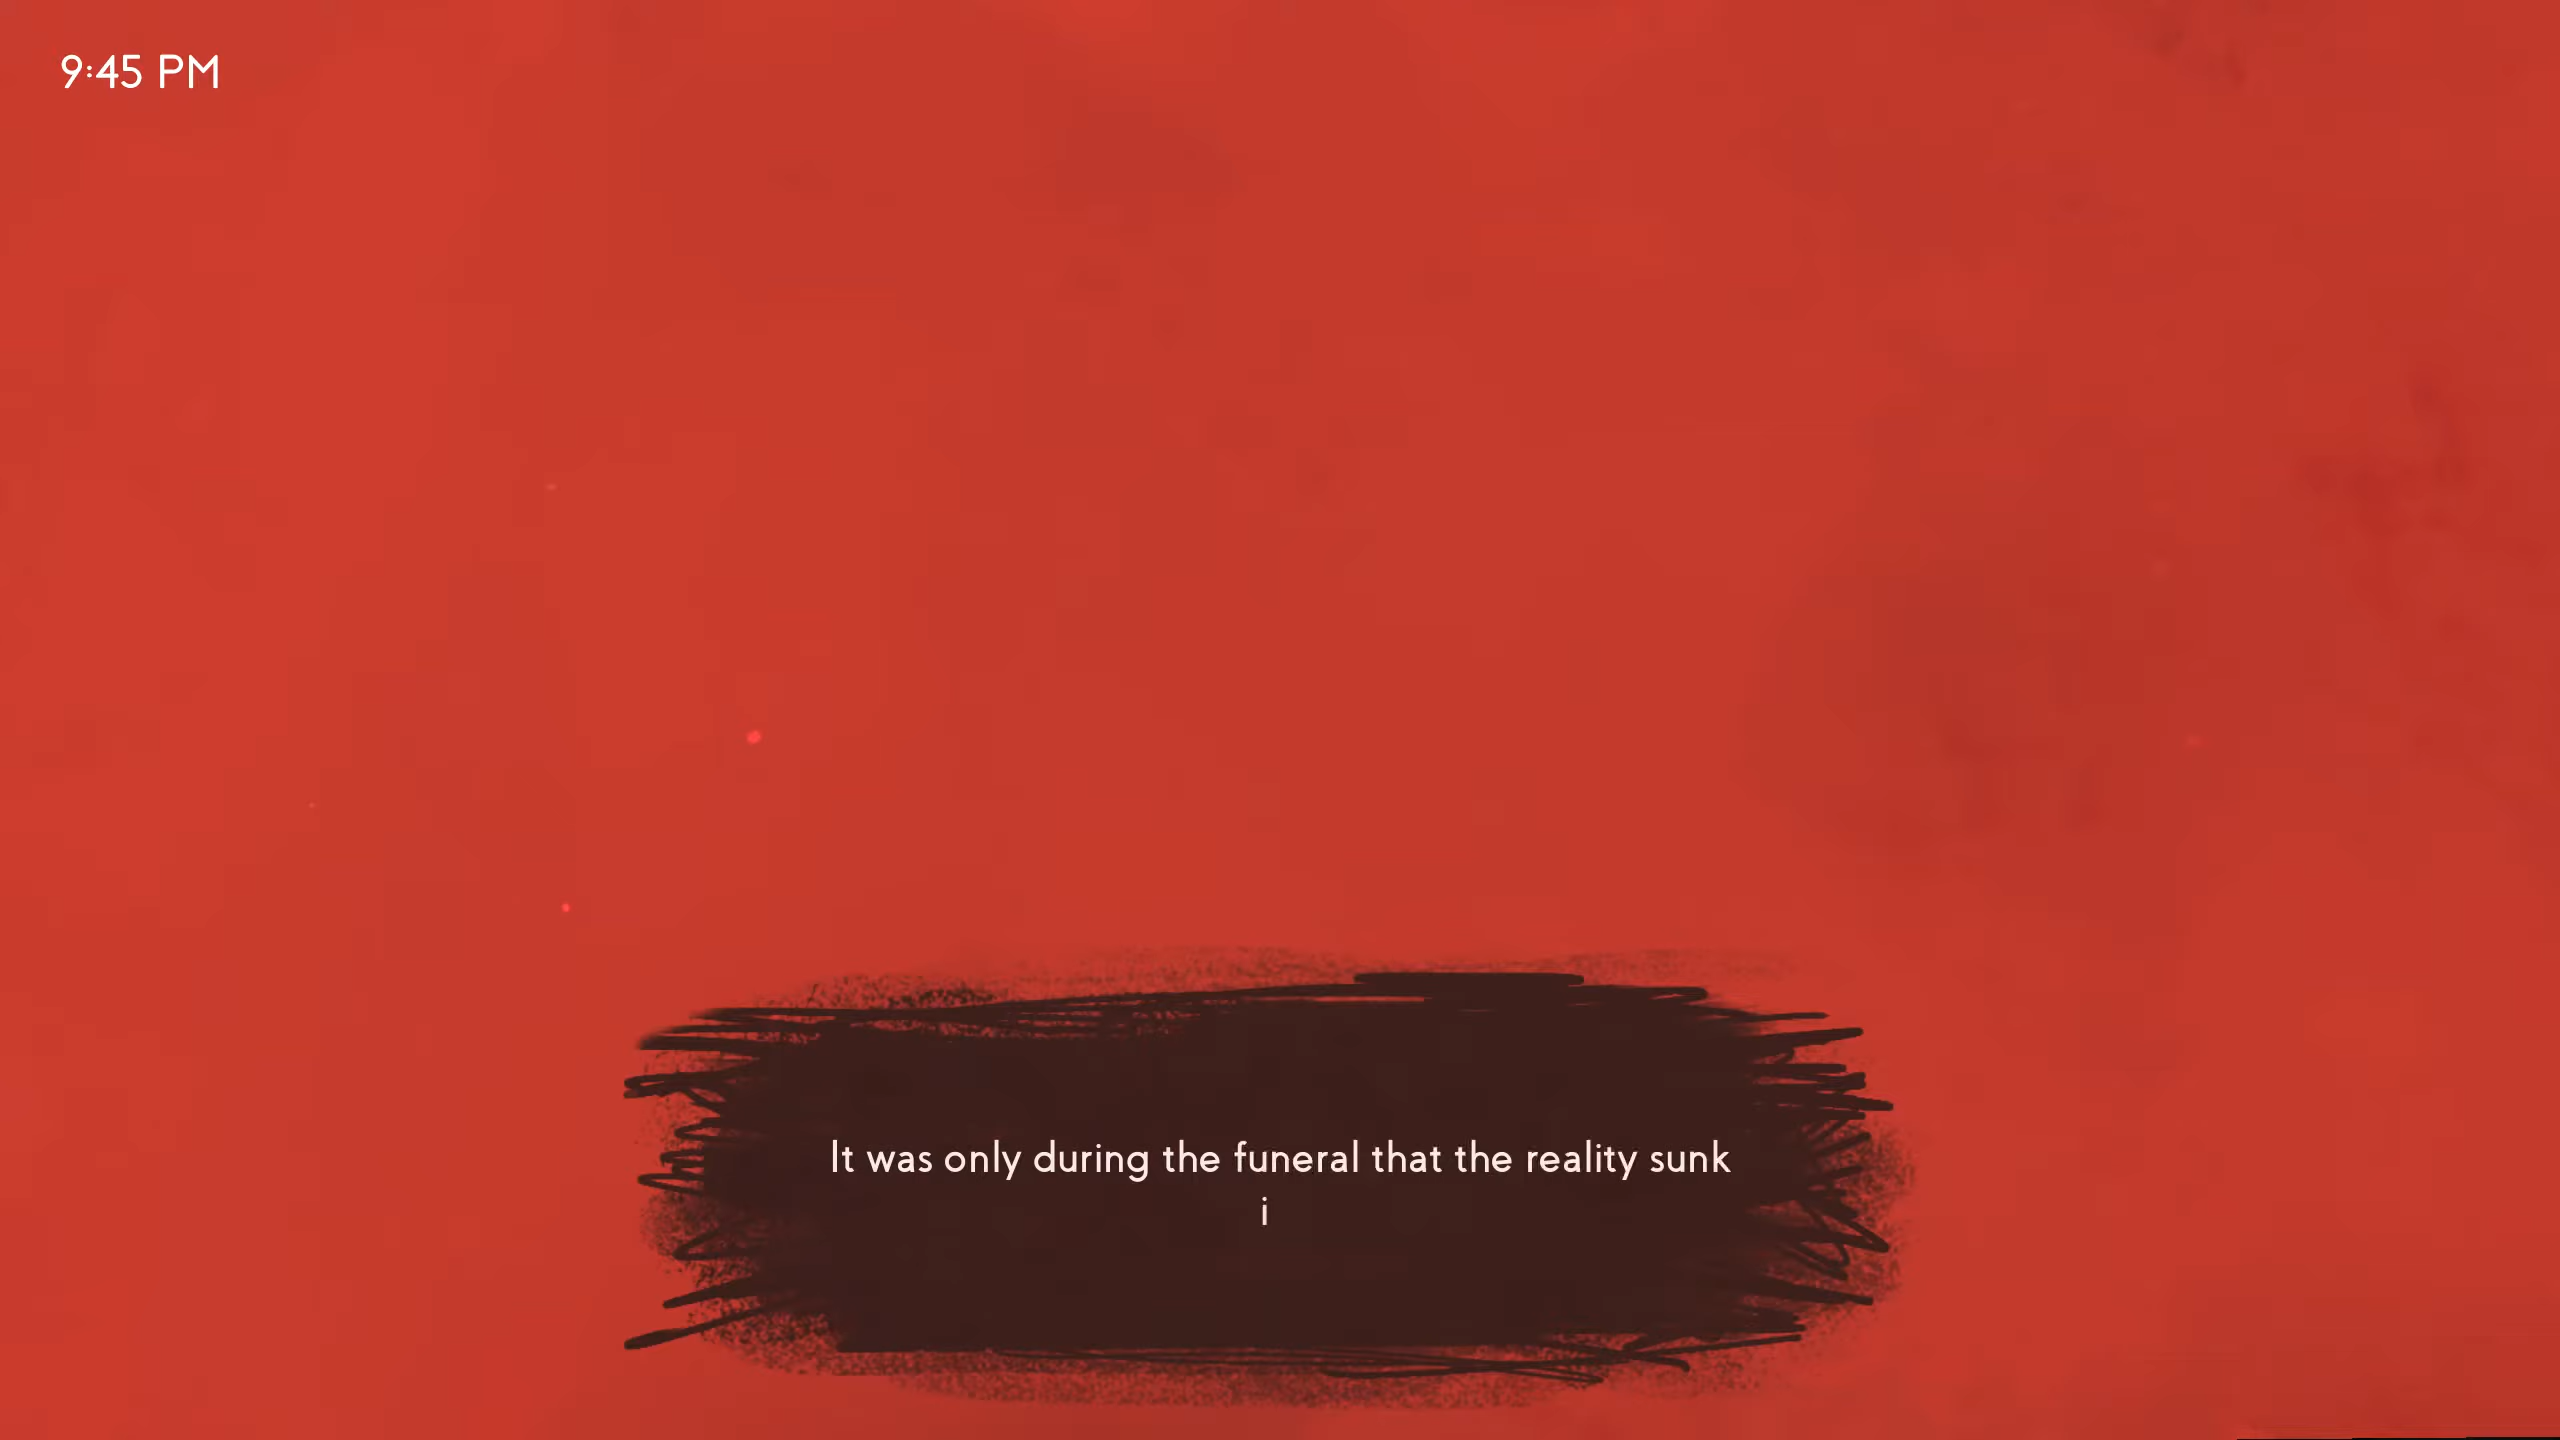 9:45 PM
It was only during the funeral that the reality sunk
i